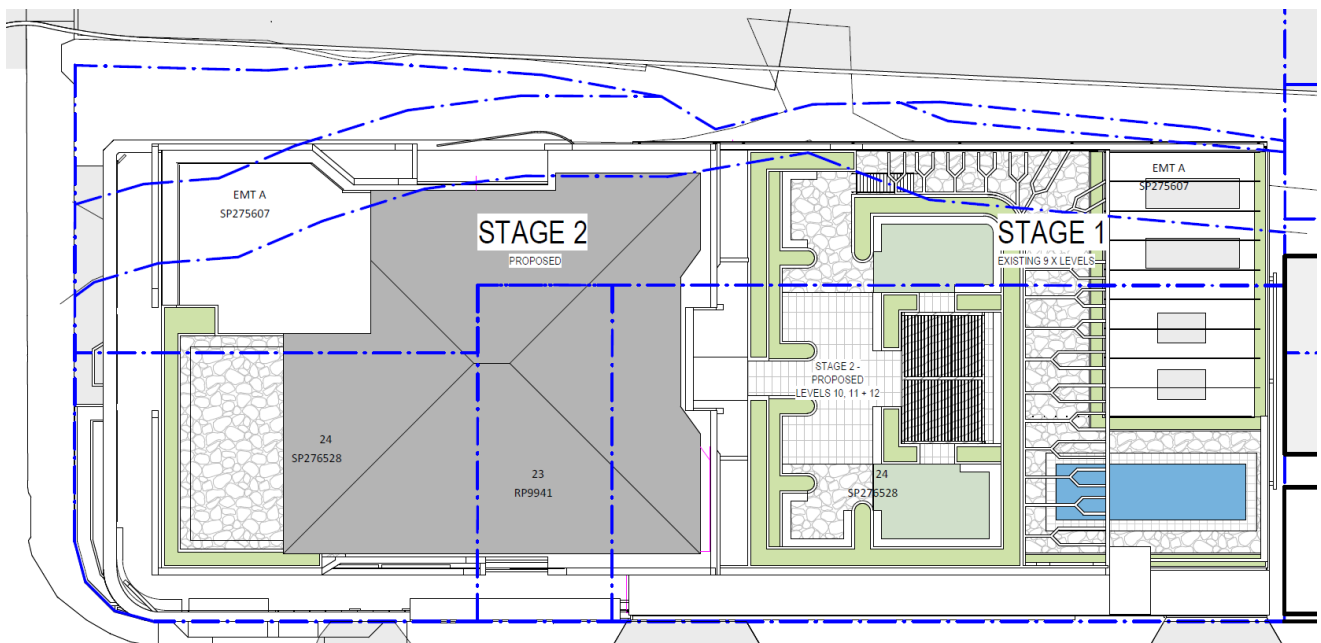 EMT A
SP275607
STAGE 2
PROPOSED
EMT A
SP275607
STAGE 1
EXISTING 9 X LEVELS
STAGE 2 -
PROPOSED
LEVELS 10, 11 + 12
24
SP276528
23
RP9941
24
SP276528